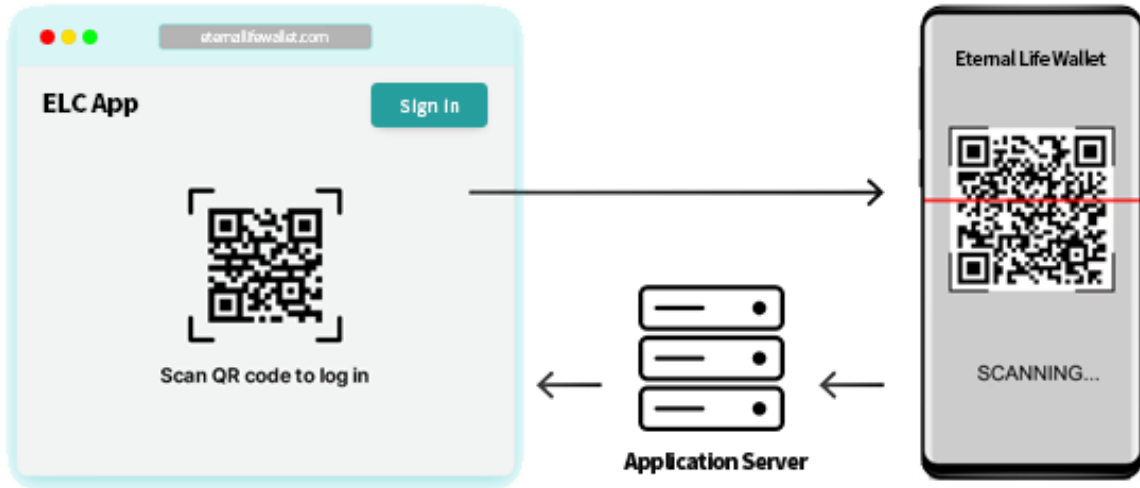 eternallifewallet.com
ELC App
Sign In
Scan QR code to log in
Application Server
Eternal Life Wallet
SCANNING...